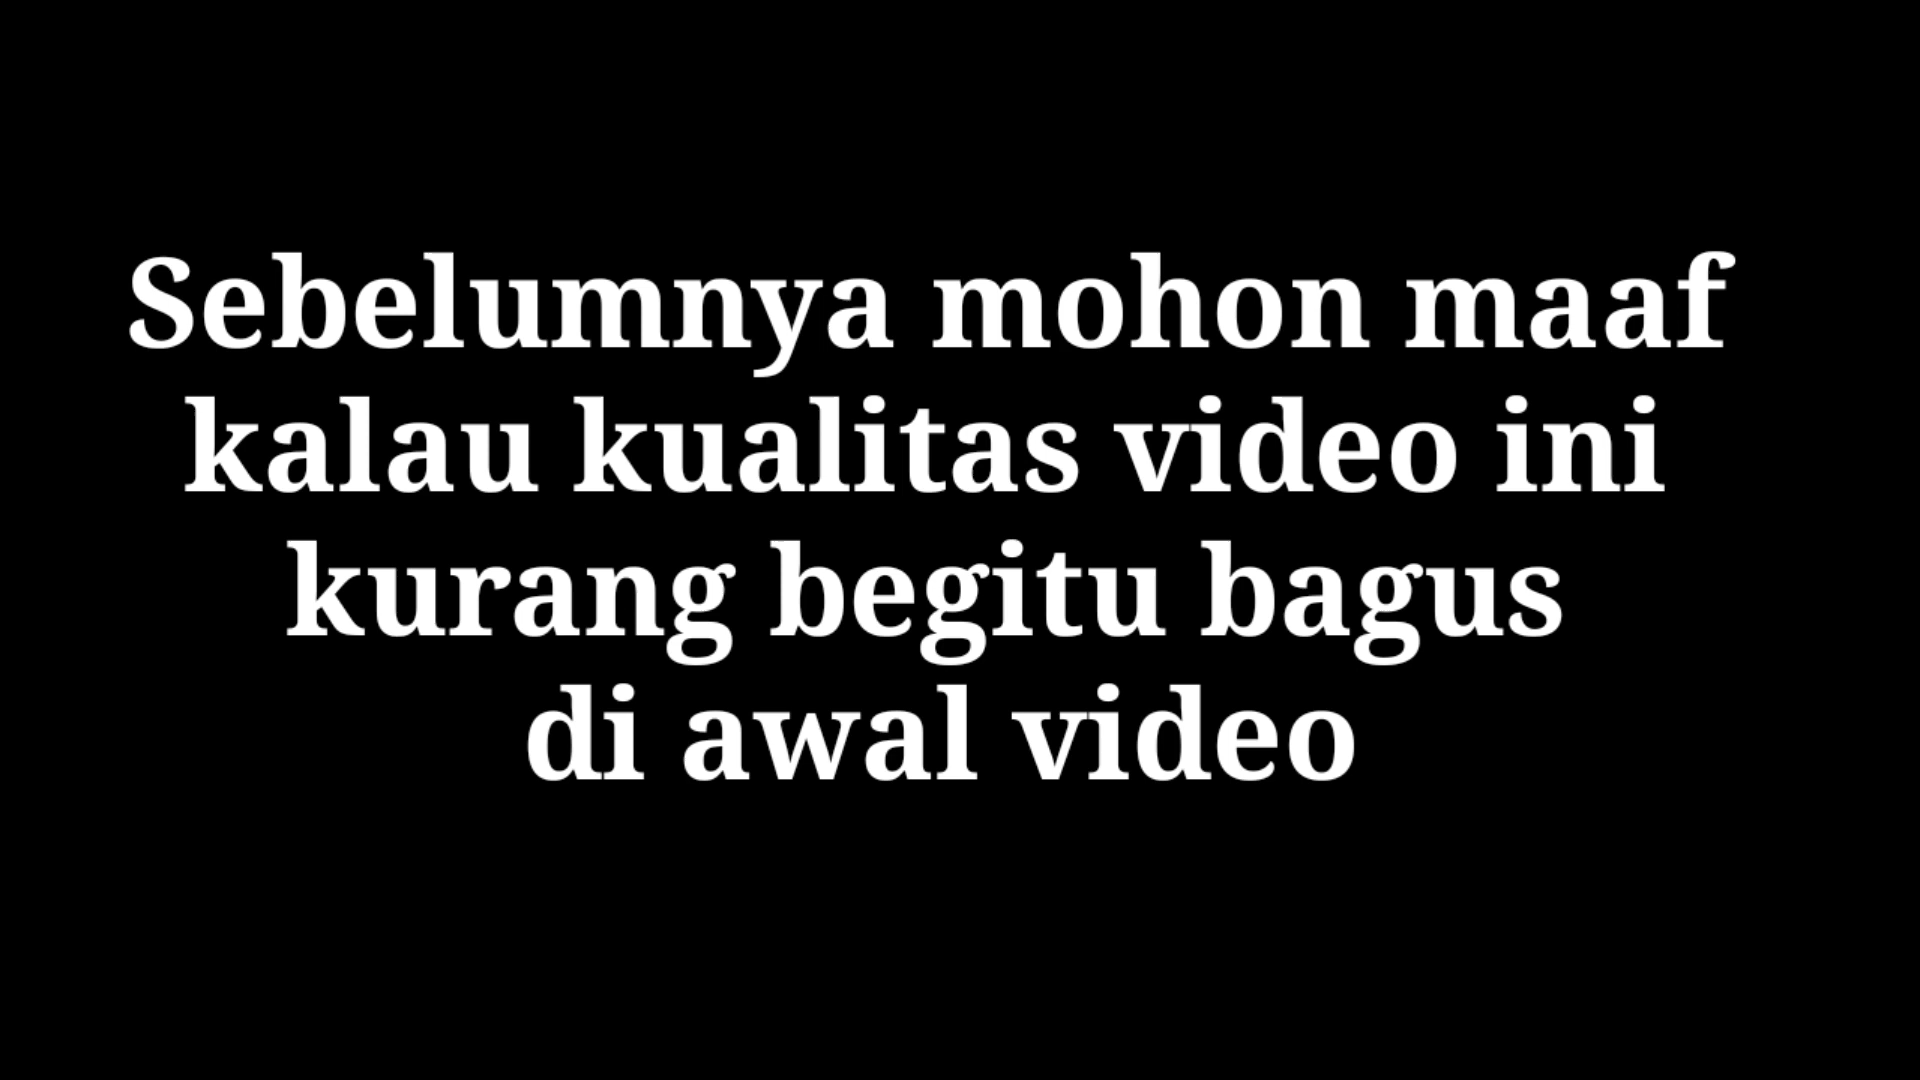 Sebelumnya mohon maaf
kalau kualitas video ini
kurang begitu bagus
di awal video